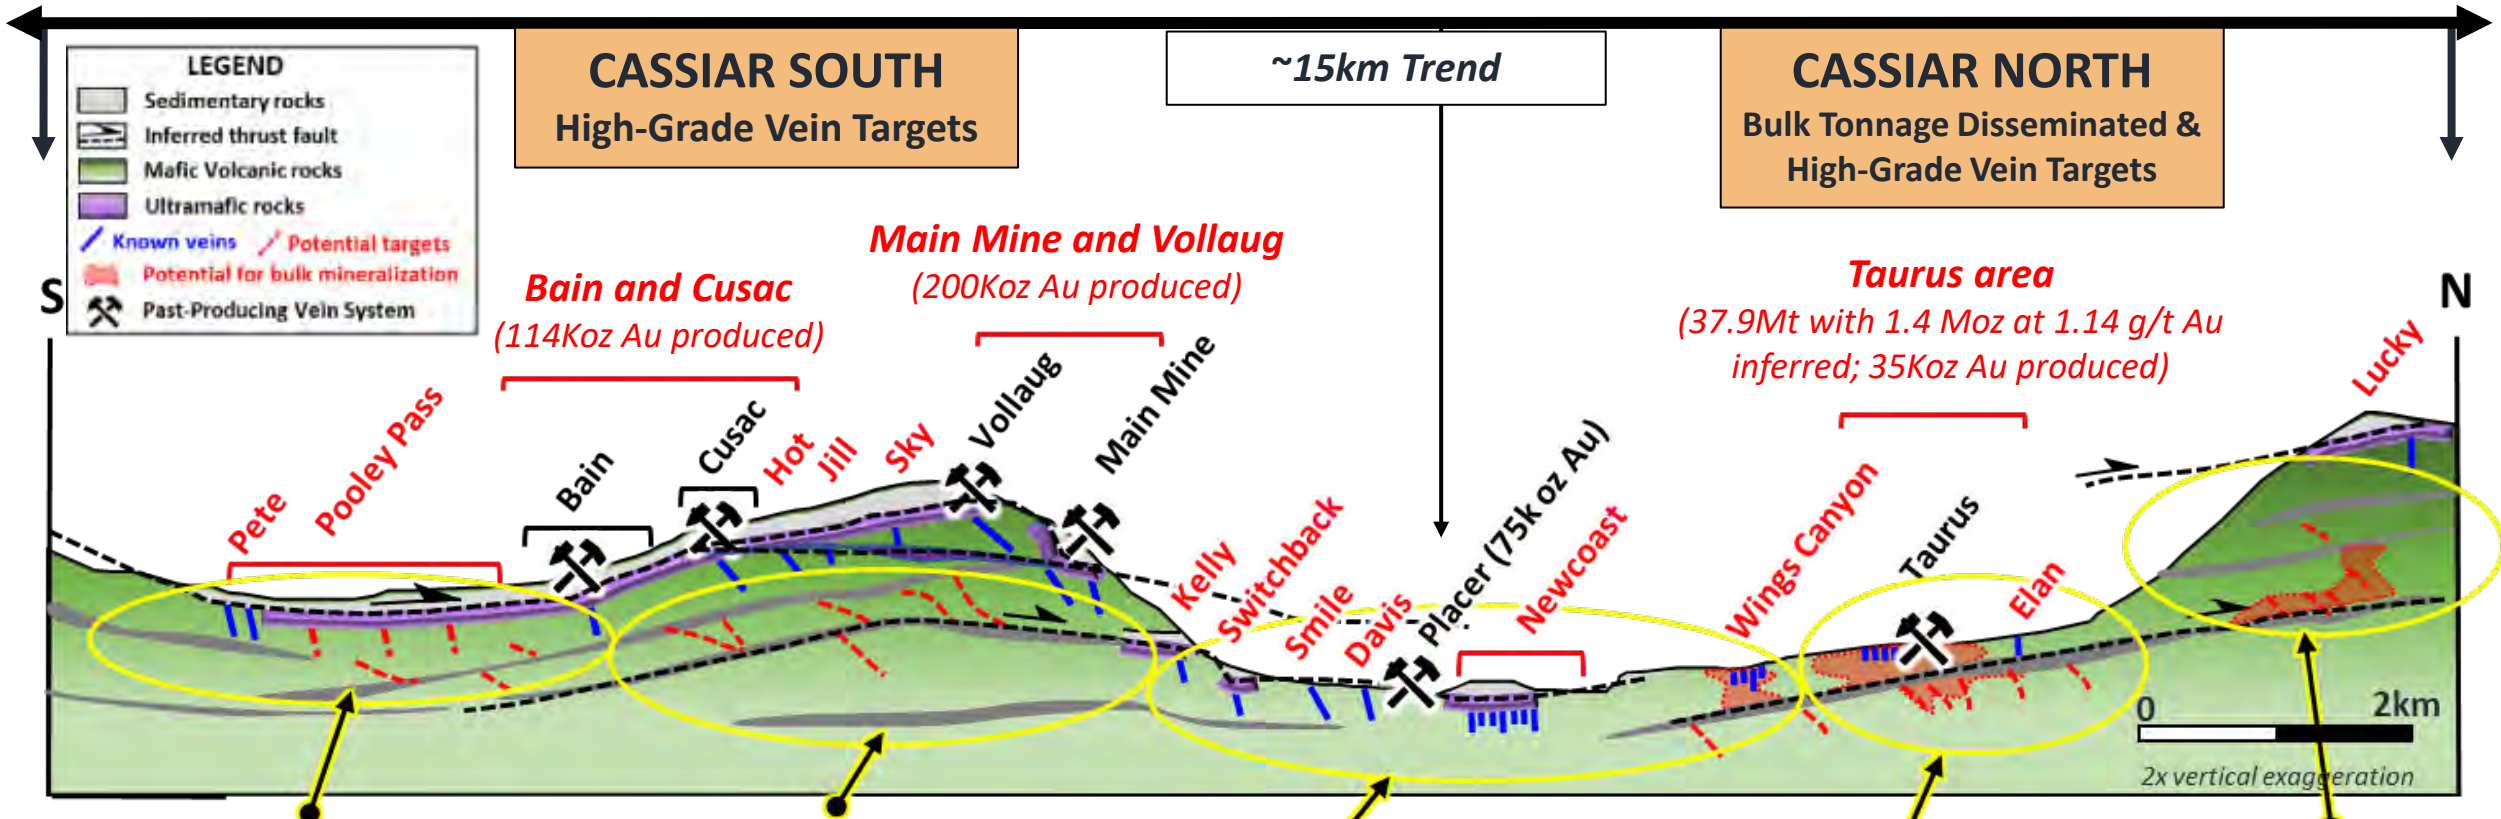 CASSIAR SOUTH
High-Grade Vein Targets
~15km Trend
CASSIAR NORTH
Bulk Tonnage Disseminated &
High-Grade Vein Targets
LEGEND
Sedimentary rocks
Inferred thrust fault
Mafic Volcanic rocks
Ultramafic rocks
Known veins
Potential targets
Potential for bulk mineralization
Past-Producing Vein System
S
N
Bain and Cusac
(114Koz Au produced)
Main Mine and Vollaug
(200Koz Au produced)
Taurus area
(37.9Mt with 1.4 Moz at 1.14 g/t Au
inferred; 35Koz Au produced)
Pete
Pooley Pass
Bain
Cusac
Hot
Jill
Sky
Vollaug
Main Mine
Kelly
Switchback
Smile
Davis
Placer (75k oz Au)
Newcoast
Wings Canyon
Taurus
Elan
Lucky
0
2km
2x vertical exaggeration